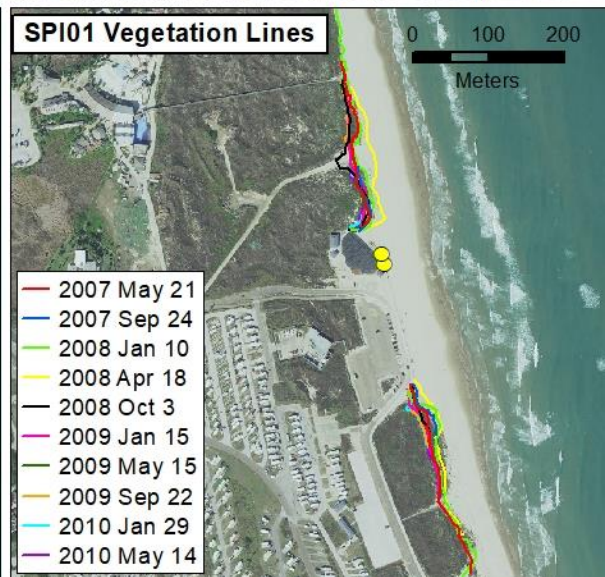 SPI01 Vegetation Lines
0 100 200
Meters
2007 May 21
2007 Sep 24
2008 Jan 10
2008 Apr 18
2008 Oct 3
2009 Jan 15
2009 May 15
2009 Sep 22
2010 Jan 29
2010 May 14